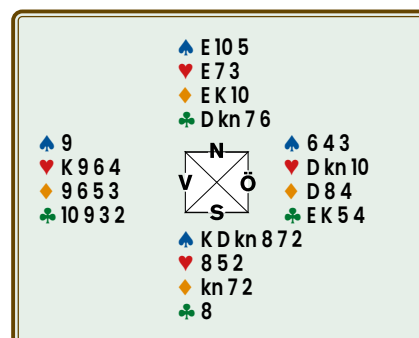 ♠ E 10 5
♥ E 7 3
♦ E K 10
♣ D kn 7 6
♠ 9
♥ K 9 6 4
♦ 9 6 5 3
♣ 10 9 3 2
N
V Ö
S
♠ 6 4 3
♥ D kn 10
♦ D 8 4
♣ E K 5 4
♠ K D kn 8 7 2
♥ 8 5 2
♦ kn 7 2
♣ 8